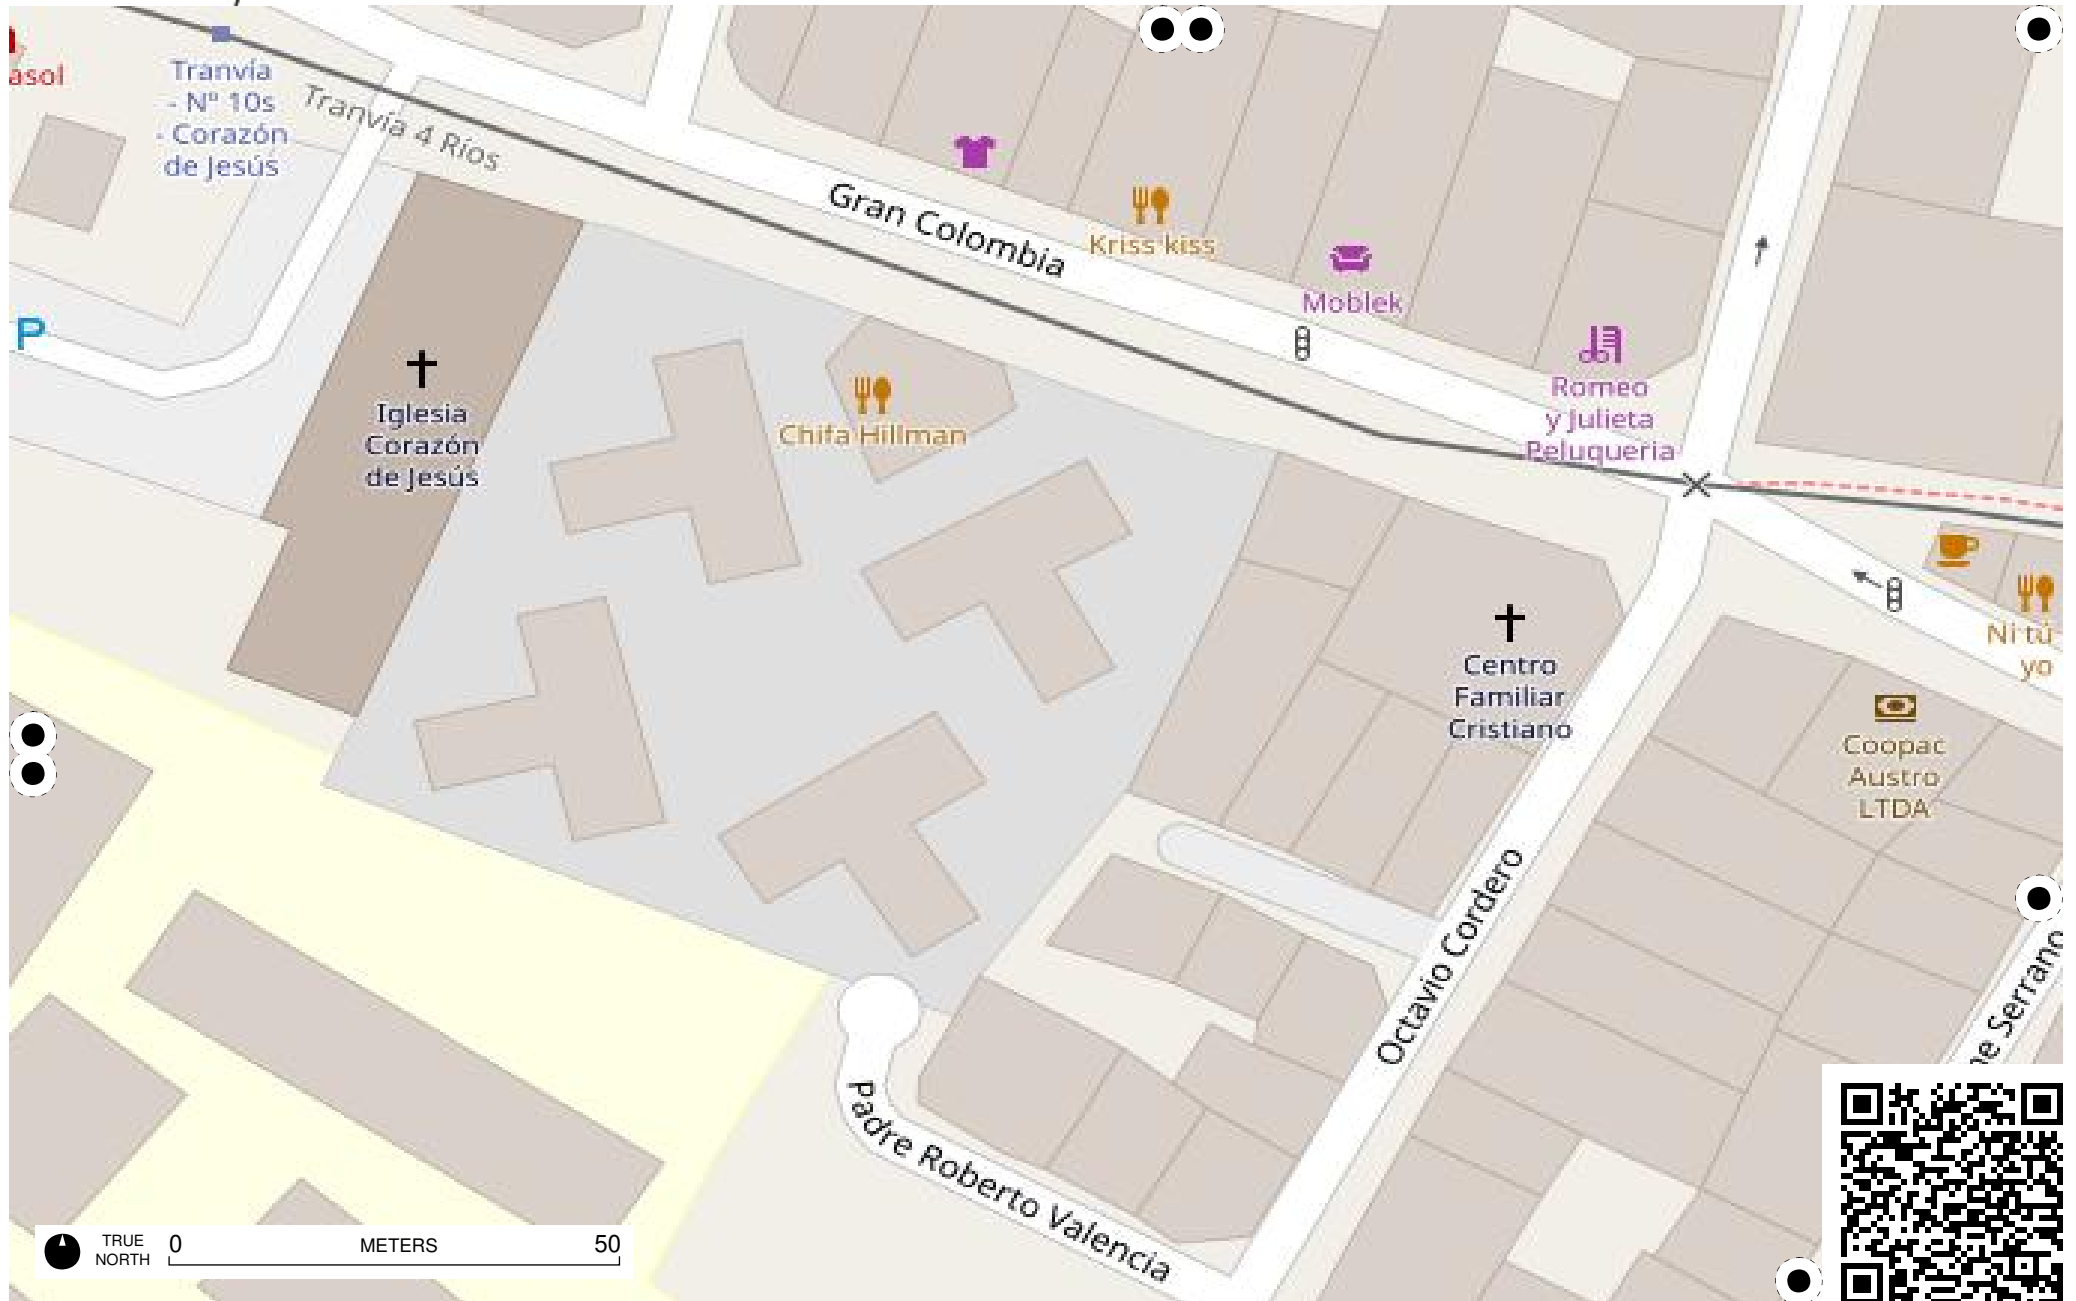 asol
Tranvía
- Nº 10s
- Corazón
de Jesús
Tranvía 4 Ríos
Gran Colombia
Kriss kiss
Moblek
P
Romeo
y Julieta
Peluqueria
Iglesia
Corazón
de Jesús
Chifa Hillman
Ni tú
yo
Centro
Familiar
Cristiano
Coopac
Austro
LTDA
Octavio Cordero
ne Serrano
Padre Roberto Valencia
TRUE
NORTH
0 METERS 50